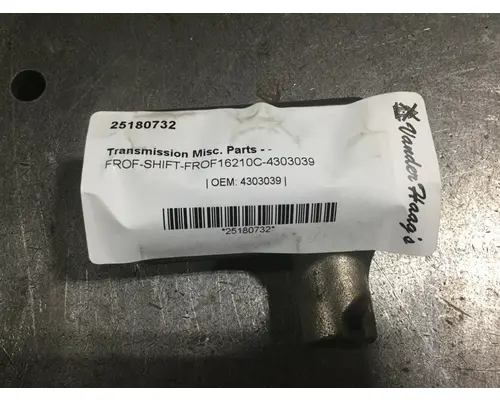 25180732
Transmission Misc. Parts - -
FROF-SHIFT-FROF16210C-4303039
| OEM: 4303039 |
*25180732*
Vander Haag's